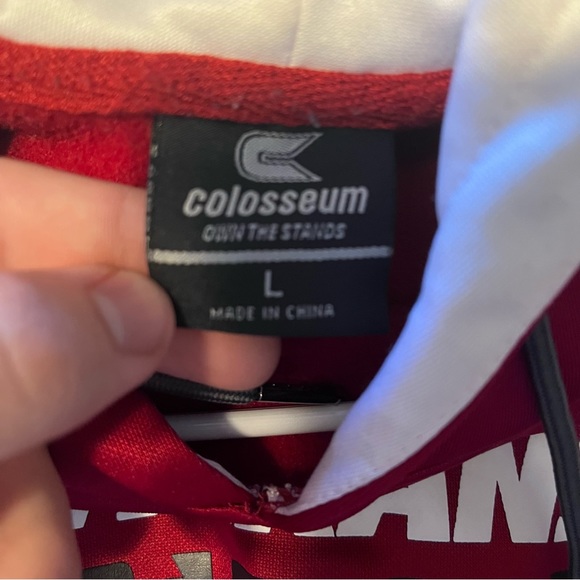 colosseum
OWN THE STANDS
L
MADE IN CHINA